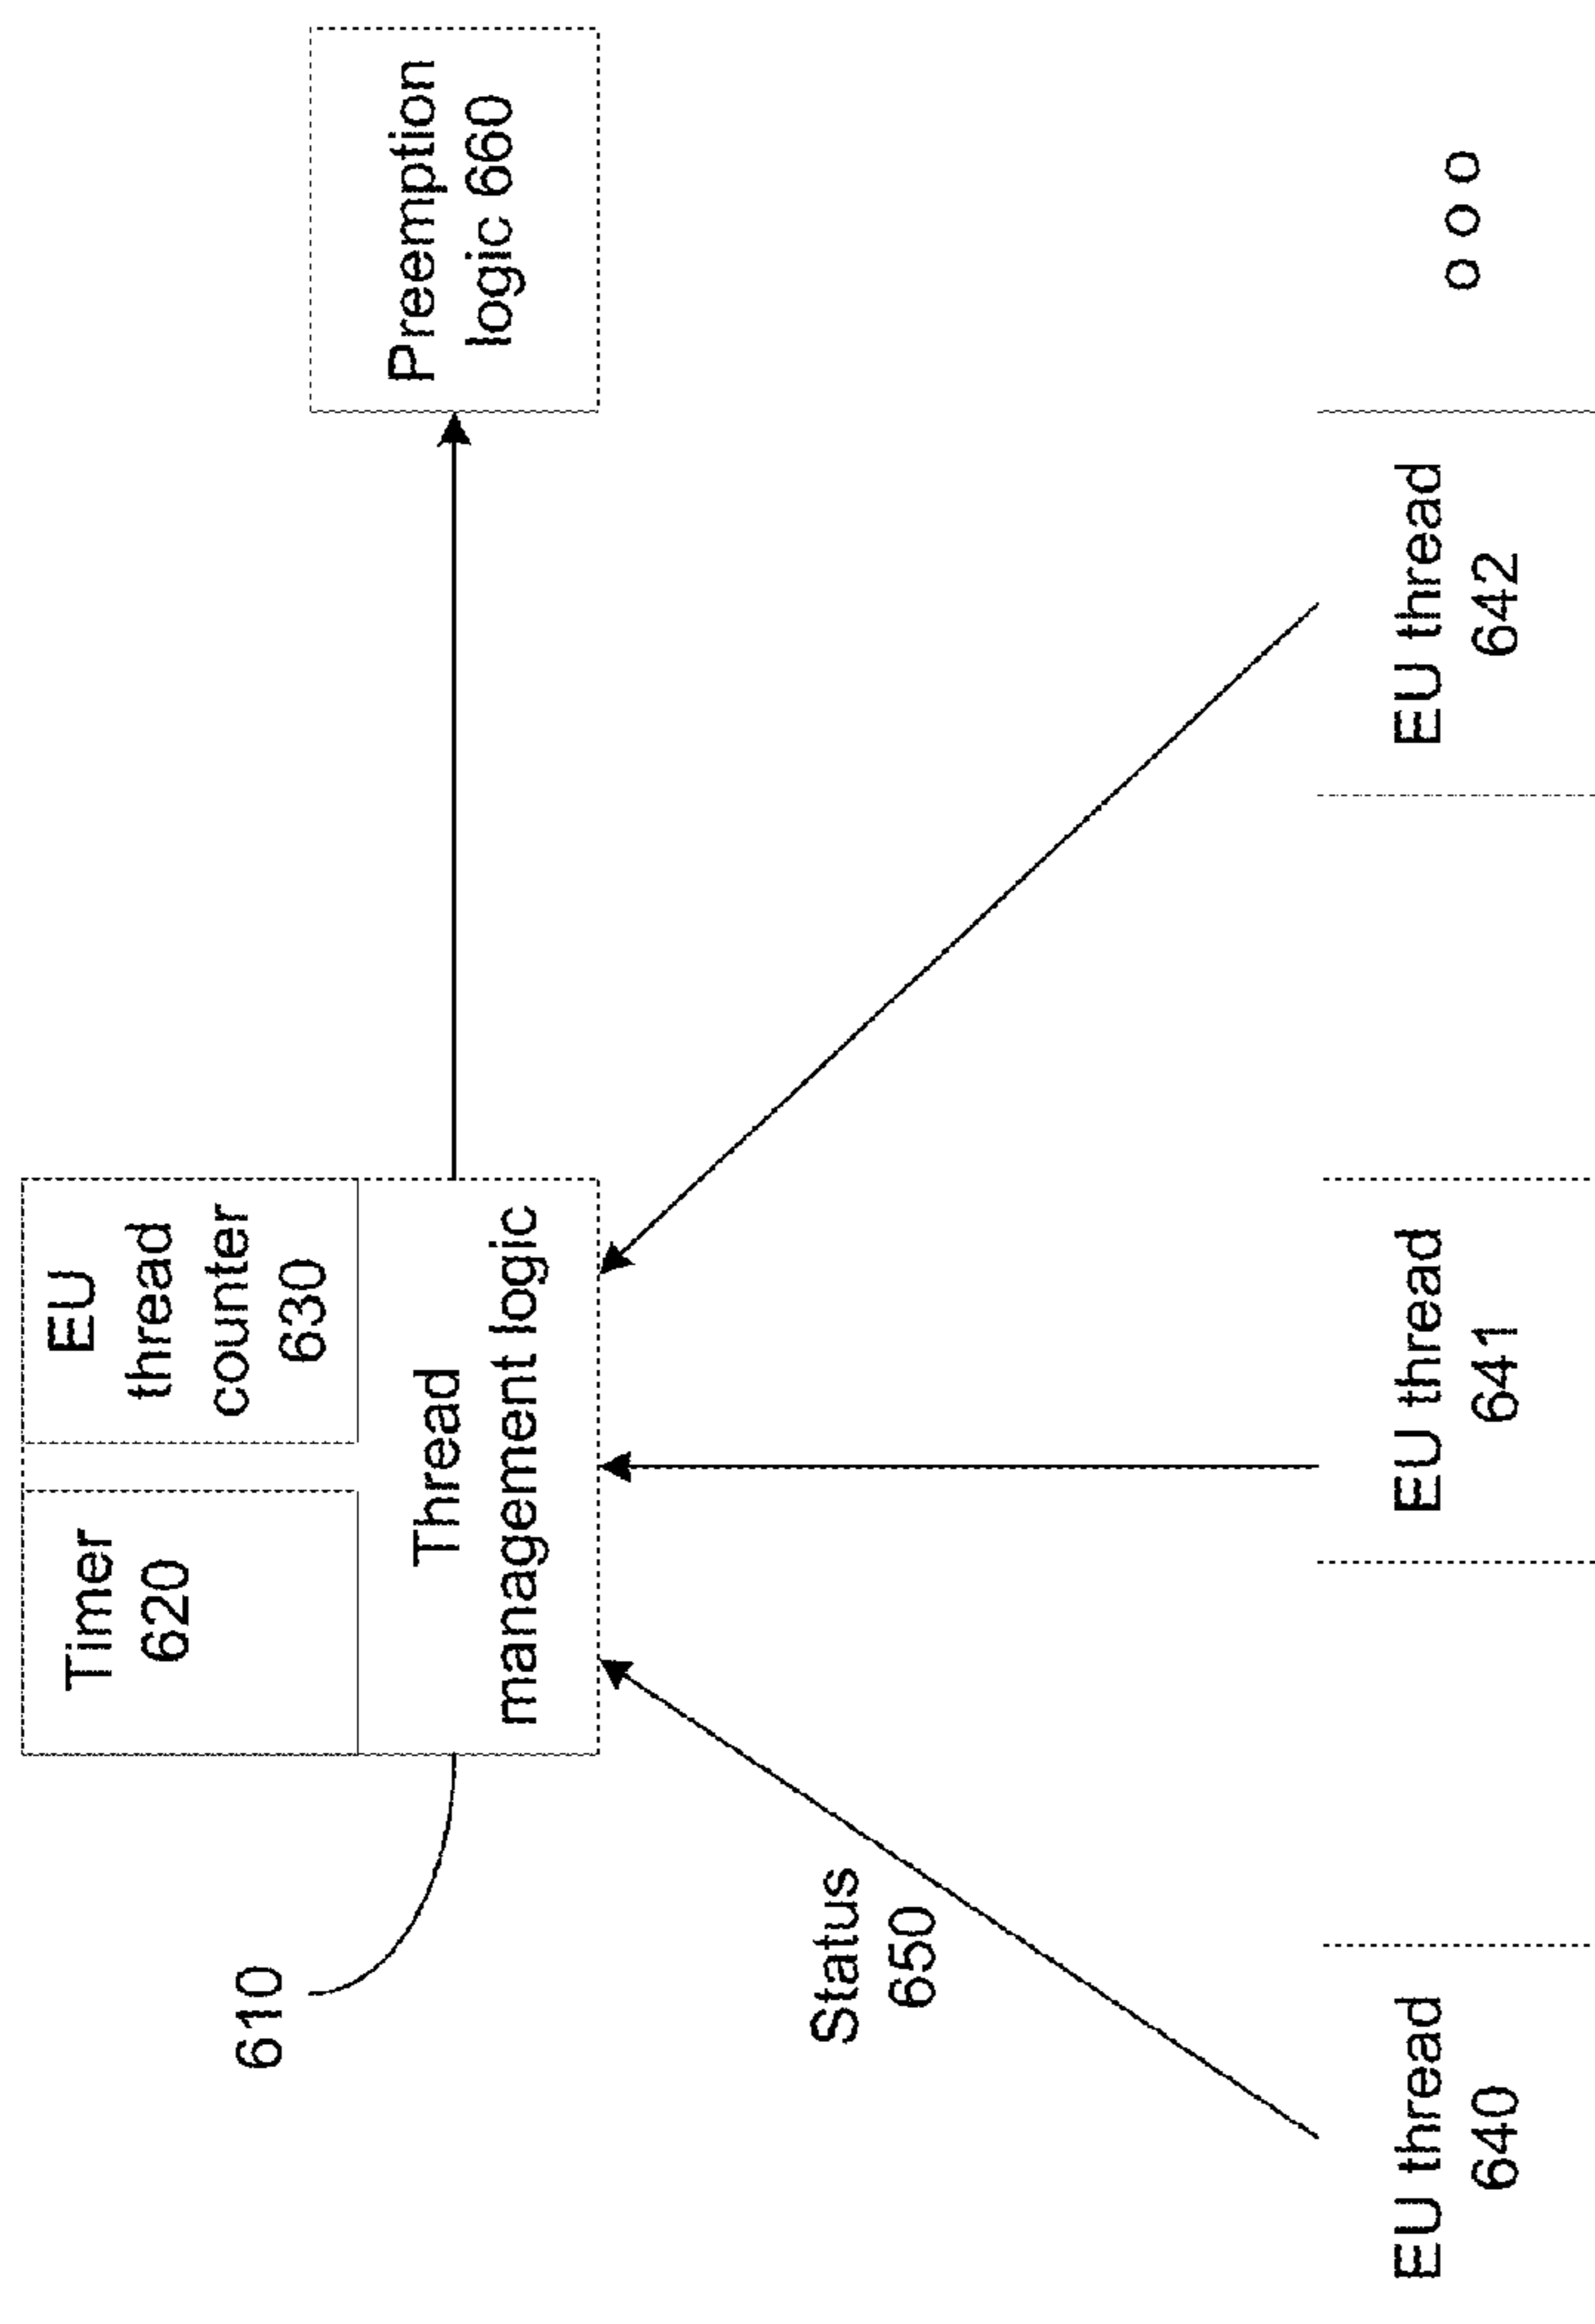 Timer
620
EU
thread
counter
630
Thread
management logic
610
Preemption
logic 660
Status
650
EU thread
640
EU thread
641
EU thread
642